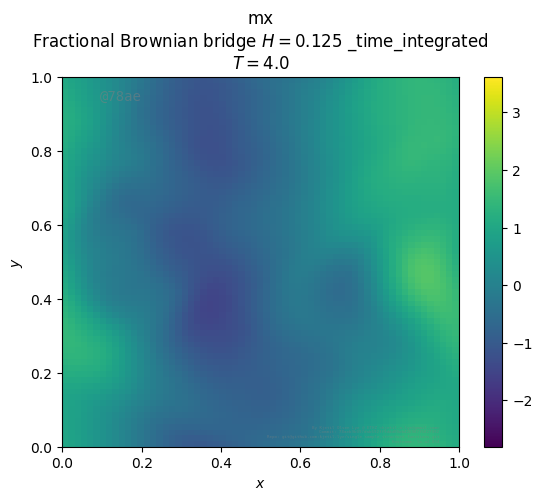 mx
Fractional Brownian bridge H = 0.125 _time_integrated
T = 4.0
1.0
0.8
0.6
0.4
0.2
0.0
y
0.0 0.2 0.4 0.6 0.8 1.0
x
3
2
1
0
−1
−2
678ae